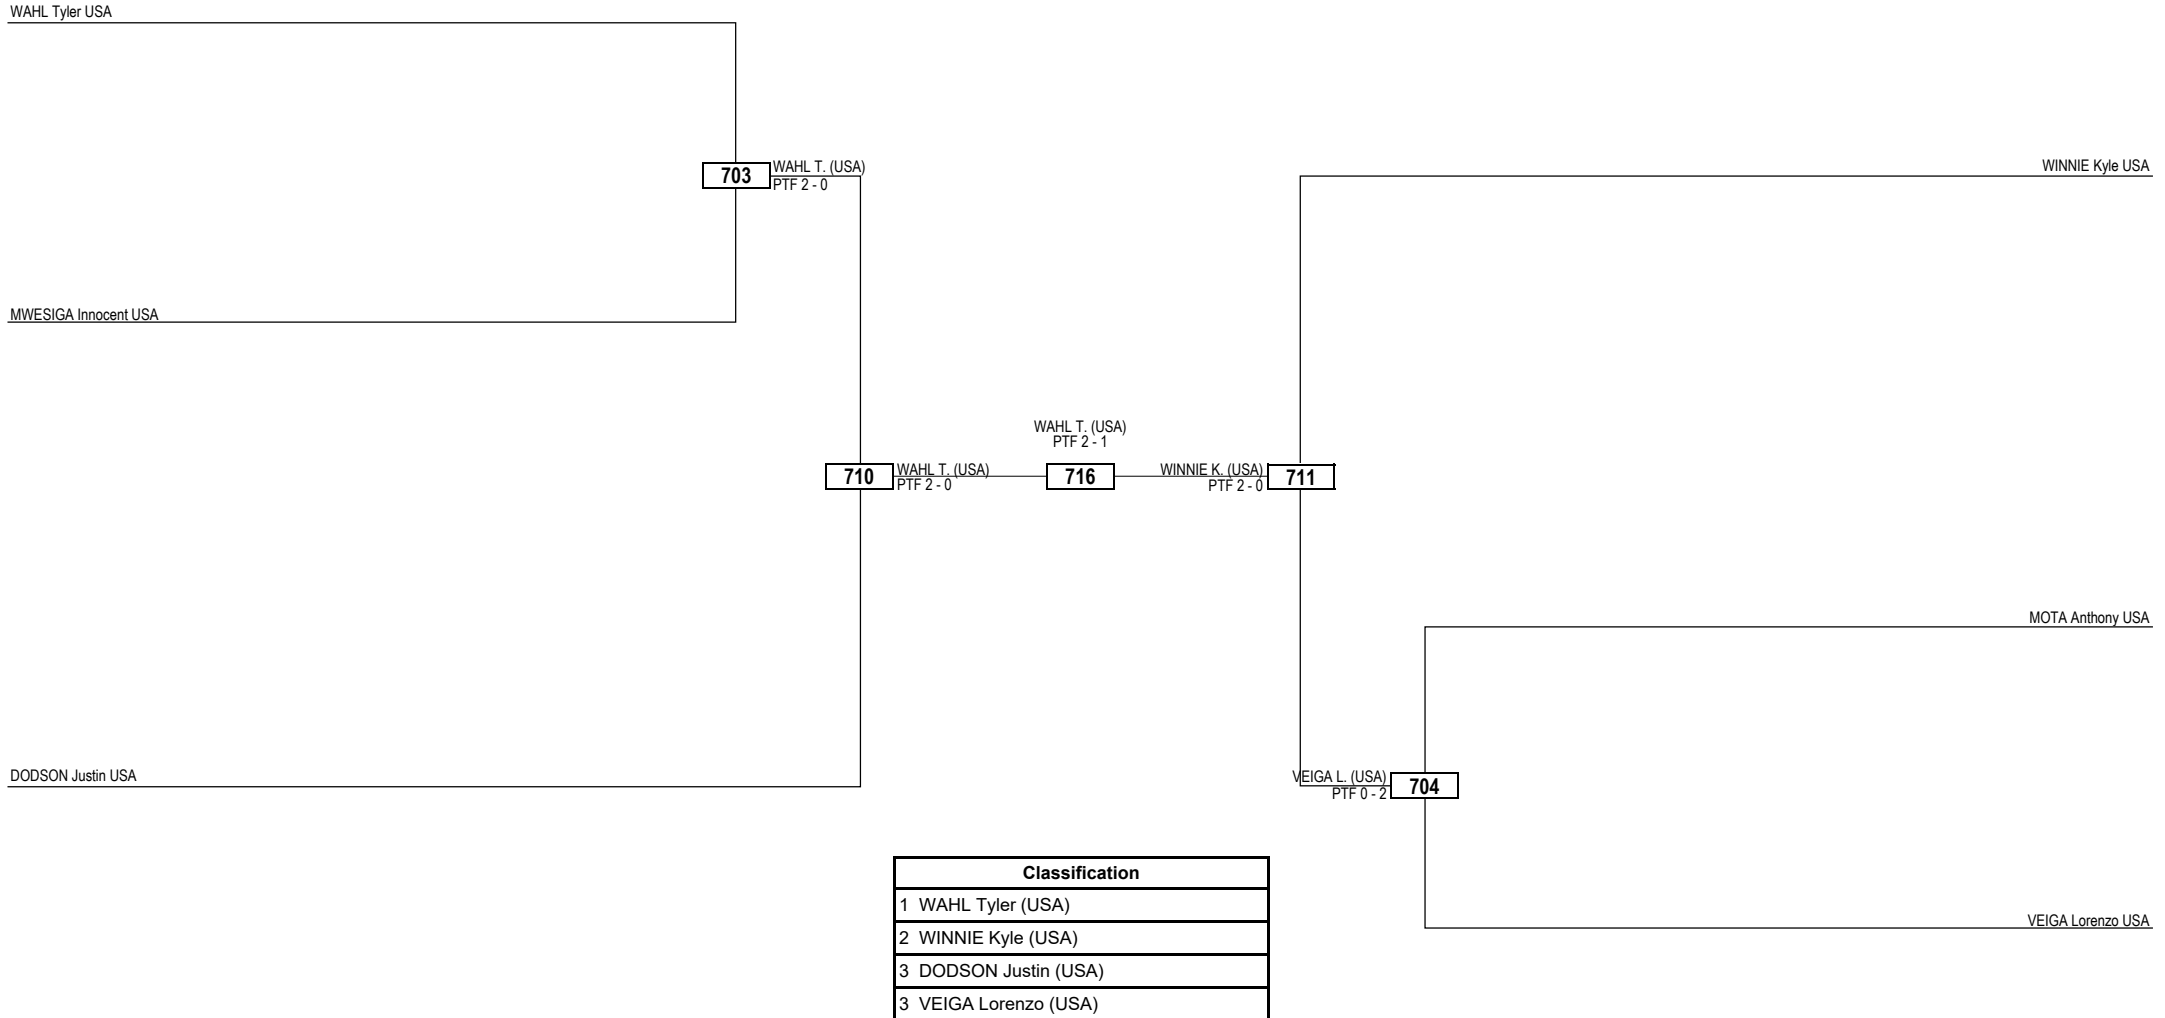 WAHL Tyler USA
703
WAHL T. (USA)
PTF 2 - 0
WINNIE Kyle USA
MWESIGA Innocent USA
WAHL T. (USA)
PTF 2 - 1
710
WAHL T. (USA)
PTF 2 - 0
716
WINNIE K. (USA)
PTF 2 - 0
711
MOTA Anthony USA
DODSON Justin USA
VEIGA L. (USA)
PTF 0 - 2
704
VEIGA Lorenzo USA
Classification
1 WAHL Tyler (USA)
2 WINNIE Kyle (USA)
3 DODSON Justin (USA)
3 VEIGA Lorenzo (USA)